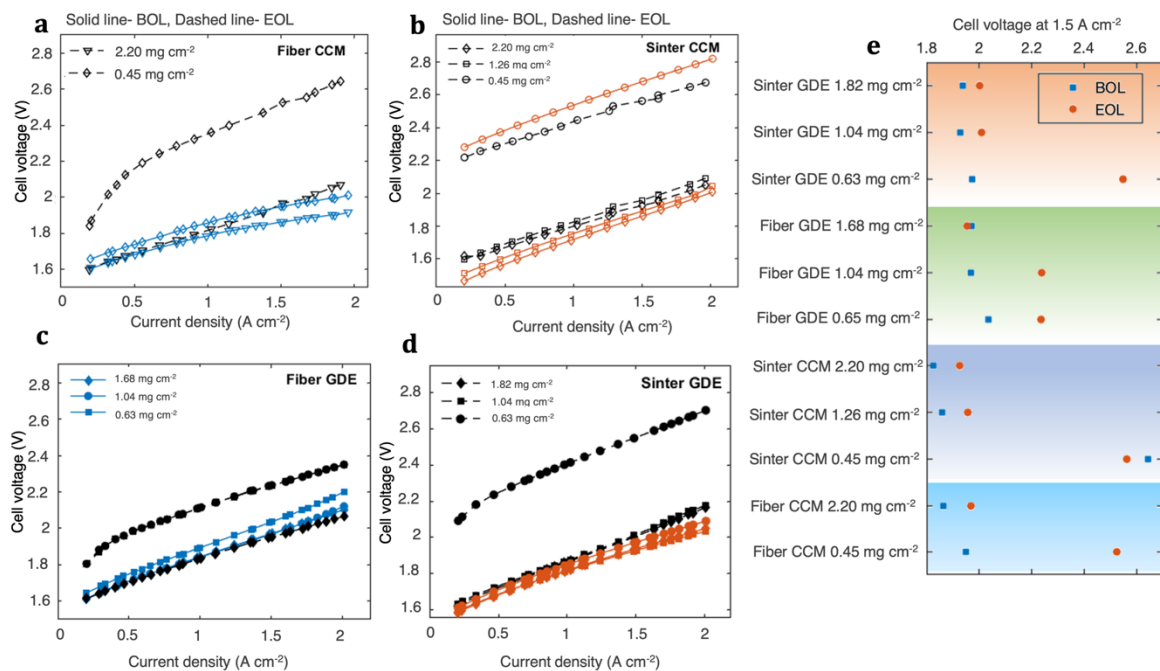 a
Solid line- BOL, Dashed line- EOL
Fiber CCM
2.20 mg cm-2
0.45 mg cm-2
Cell voltage (V)
2.8
2.6
2.4
2.2
2
1.8
1.6
0
0.5
1
1.5
2
Current density (A cm-2)
b
Solid line- BOL, Dashed line- EOL
Sinter CCM
2.20 mg cm-2
1.26 mg cm-2
0.45 mg cm-2
Cell voltage (V)
2.8
2.6
2.4
2.2
2
1.8
1.6
0
0.5
1.0
1.5
2
Current density (A cm-2)
c
Fiber GDE
1.68 mg cm-2
1.04 mg cm-2
0.63 mg cm-2
Cell voltage (V)
2.8
2.6
2.4
2.2
2
1.8
1.6
0
0.5
1.0
1.5
2
Current density (A cm-2)
d
Sinter GDE
1.82 mg cm-2
1.04 mg cm-2
0.63 mg cm-2
Cell voltage (V)
2.8
2.6
2.4
2.2
2
1.8
1.6
0
0.5
1.0
1.5
2
Current density (A cm-2)
e
Cell voltage at 1.5 A cm-2
1.8 2 2.2 2.4 2.6
BOL
EOL
Sinter GDE 1.82 mg cm-2
Sinter GDE 1.04 mg cm-2
Sinter GDE 0.63 mg cm-2
Fiber GDE 1.68 mg cm-2
Fiber GDE 1.04 mg cm-2
Fiber GDE 0.65 mg cm-2
Sinter CCM 2.20 mg cm-2
Sinter CCM 1.26 mg cm-2
Sinter CCM 0.45 mg cm-2
Fiber CCM 2.20 mg cm-2
Fiber CCM 0.45 mg cm-2